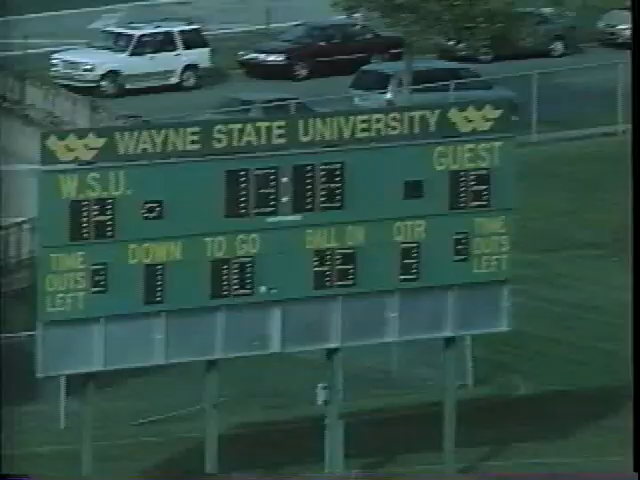 WAYNE STATE UNIVERSITY
W.S.U. GUEST
DOWN TO GO BALL ON QTR
TIME OUTS LEFT
TIME OUTS LEFT